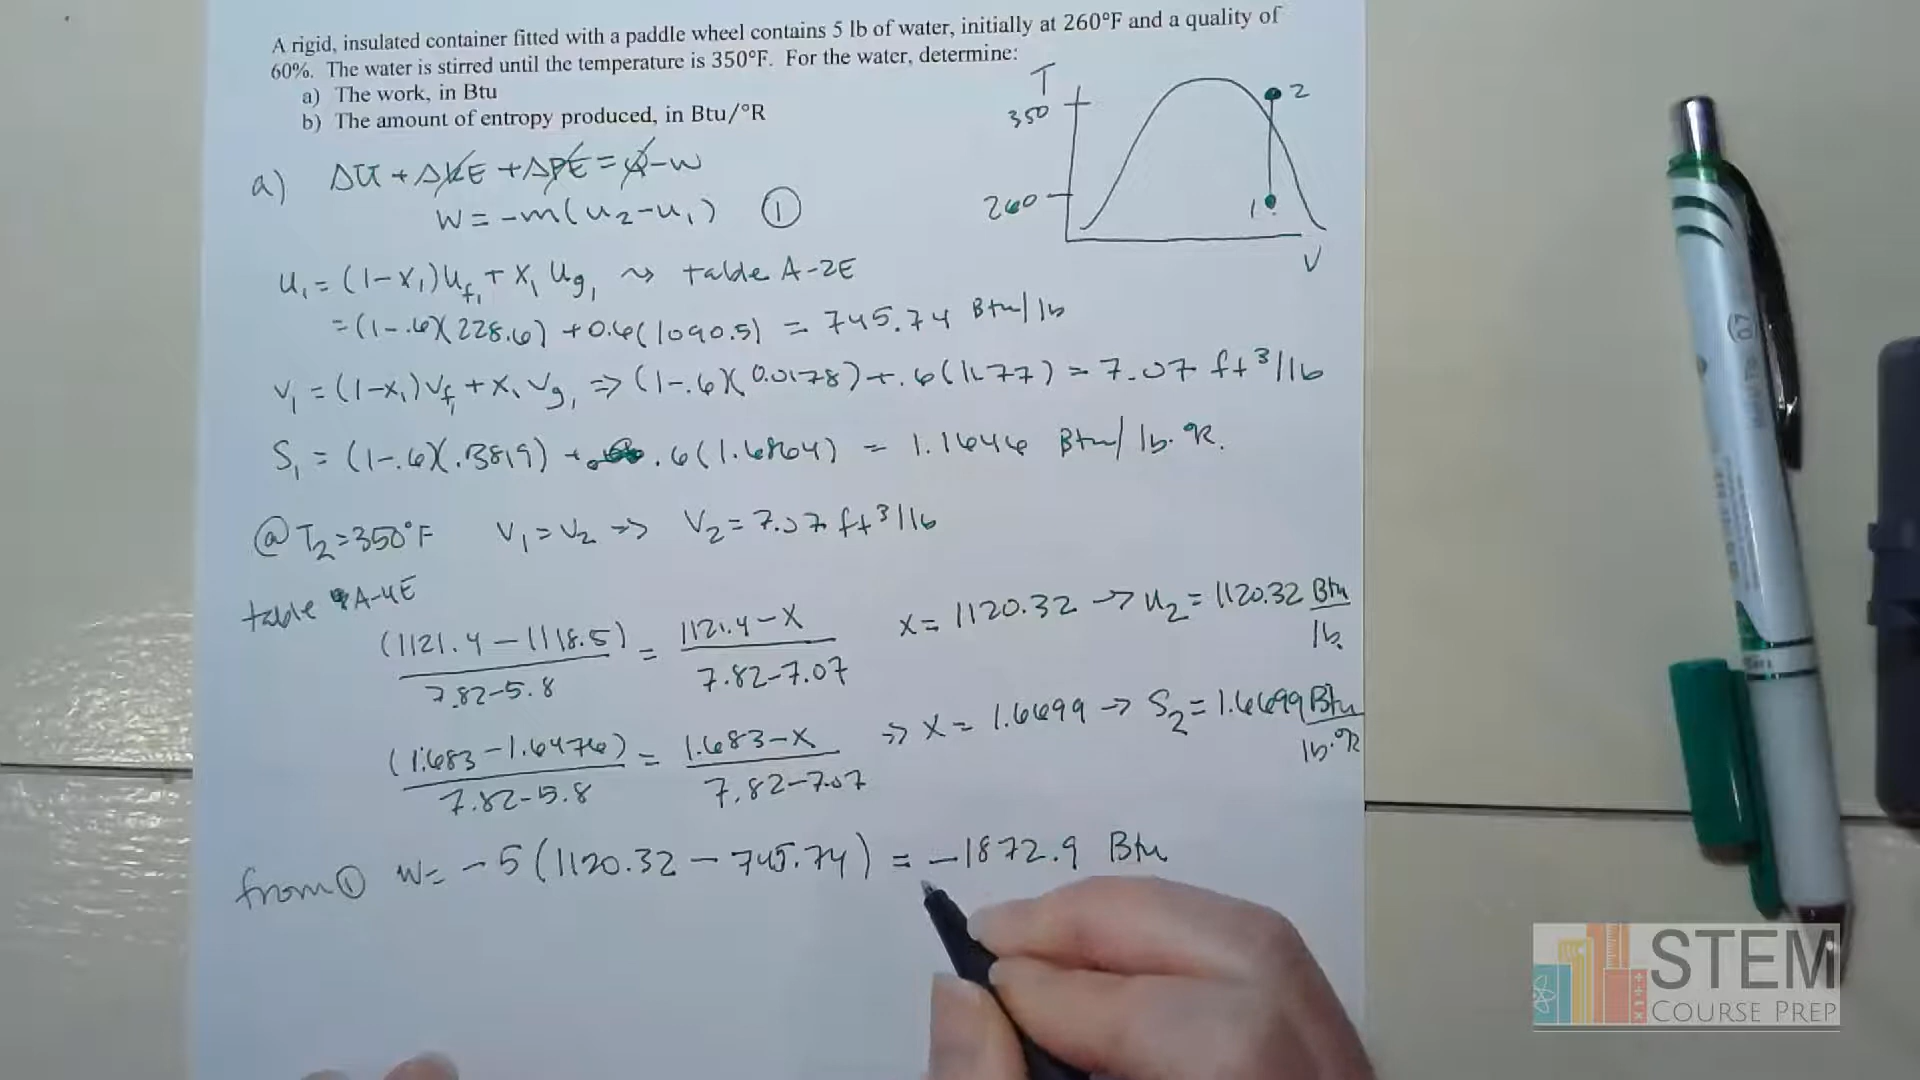 A rigid, insulated container fitted with a paddle wheel contains 5 lb of water, initially at 260°F and a quality of
60%. The water is stirred until the temperature is 350°F. For the water, determine:
a) The work, in Btu
b) The amount of entropy produced, in Btu/°R
T
350
260
2
1
V
a) ΔU + ΔKE + ΔPE = Q - W
W = -m(u₂ - u₁) ①
u₁ = (1-x₁)u_f₁ + x₁ u_g₁ ⇝ table A-2E
= (1-.6)(228.6) + 0.6(1090.5) = 745.74 Btu/lb
v₁ = (1-x₁)v_f₁ + x₁ v_g₁ ⇒ (1-.6)(0.0178) + .6(11.77) = 7.07 ft³/lb
S₁ = (1-.6)(.3819) + .6(1.6864) = 1.1646 Btu/lb·°R.
@ T₂ = 350°F v₁ = v₂ ⇒ v₂ = 7.07 ft³/lb
table A-4E
(1121.4 - 1118.5) / 7.82-5.8 = 1121.4 - x / 7.82-7.07 x = 1120.32 → u₂ = 1120.32 Btu/lb.
(1.683 - 1.6476) / 7.82-5.8 = 1.683 - x / 7.82-7.07 ⇒ x = 1.6699 → S₂ = 1.6699 Btu/lb·°R
from ① W = -5(1120.32 - 745.74) = -1872.9 Btu
0.7
STEM
COURSE PREP